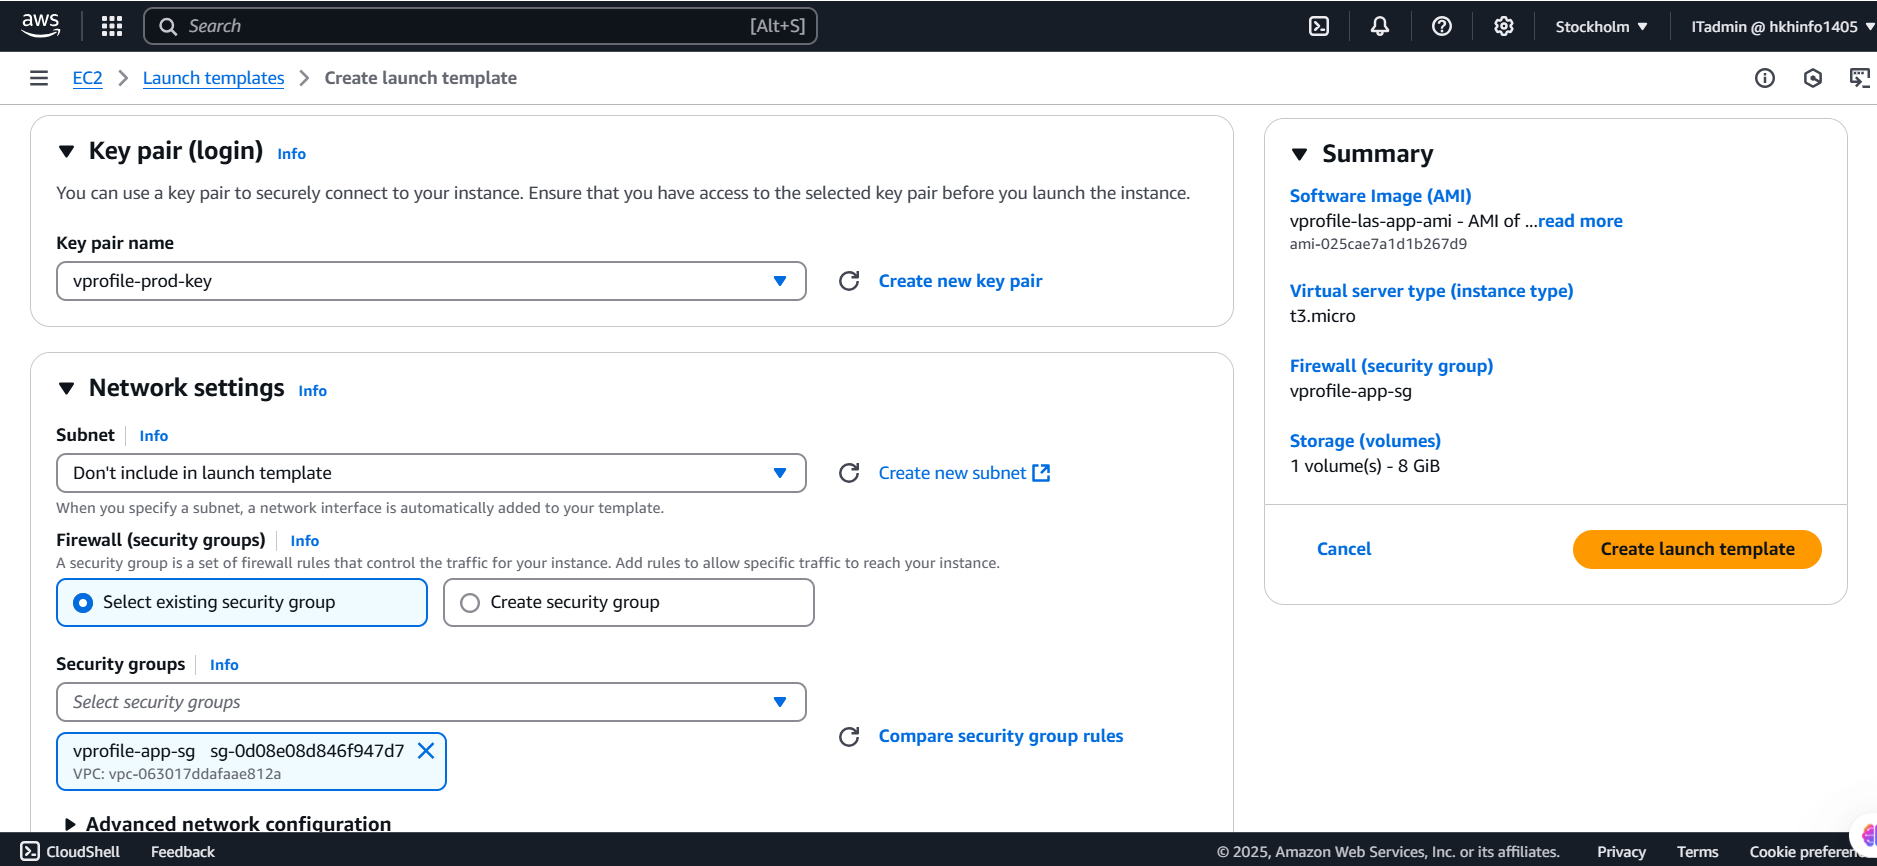 aws
Search [Alt+S]
Stockholm
ITadmin @ hkhinfo1405
EC2 > Launch templates > Create launch template
Key pair (login) Info
You can use a key pair to securely connect to your instance. Ensure that you have access to the selected key pair before you launch the instance.
Key pair name
vprofile-prod-key
Create new key pair
Network settings Info
Subnet Info
Don't include in launch template
Create new subnet
When you specify a subnet, a network interface is automatically added to your template.
Firewall (security groups) Info
A security group is a set of firewall rules that control the traffic for your instance. Add rules to allow specific traffic to reach your instance.
Select existing security group
Create security group
Security groups Info
Select security groups
vprofile-app-sg sg-0d08e08d846f947d7
VPC: vpc-063017ddafaae812a
Compare security group rules
Advanced network configuration
Summary
Software Image (AMI)
vprofile-las-app-ami - AMI of ...read more
ami-025cae7a1d1b267d9
Virtual server type (instance type)
t3.micro
Firewall (security group)
vprofile-app-sg
Storage (volumes)
1 volume(s) - 8 GiB
Cancel
Create launch template
CloudShell Feedback
© 2025, Amazon Web Services, Inc. or its affiliates. Privacy Terms Cookie